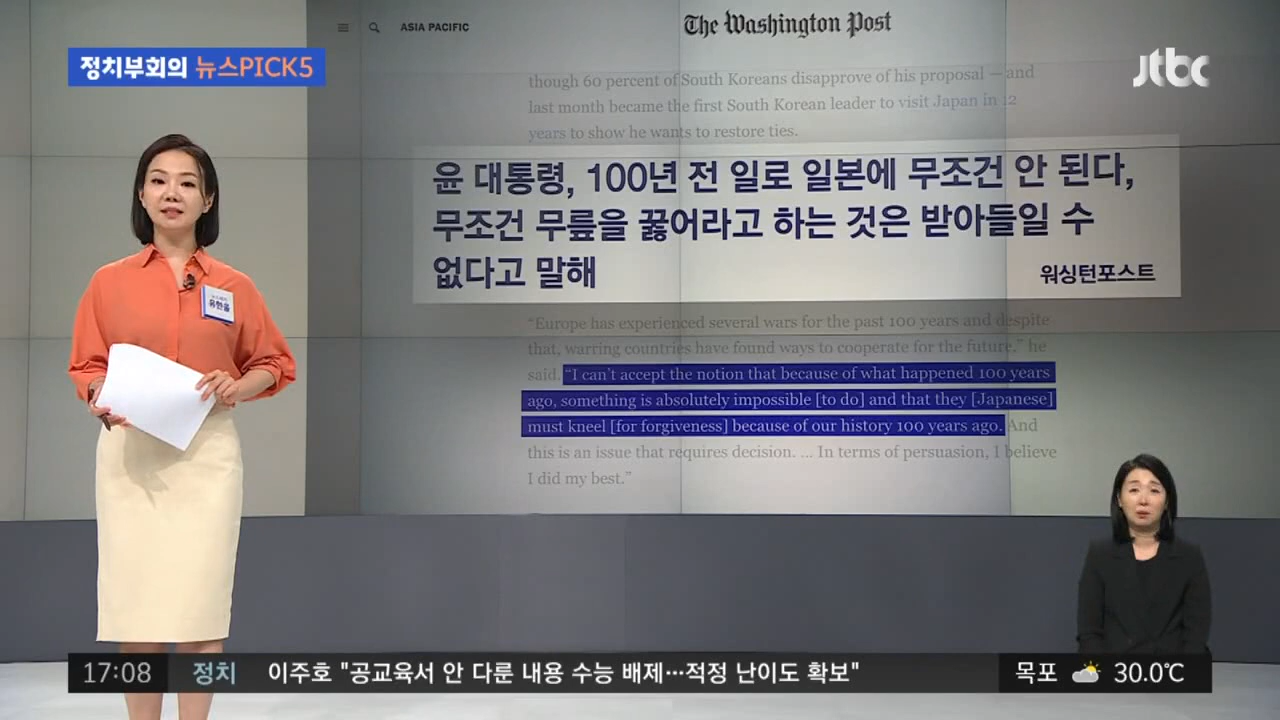 ASIA PACIFIC
The Washington Post
정치부회의 뉴스PICK5
jtbc
though 60 percent of South Koreans disapprove of his proposal — and
last month became the first South Korean leader to visit Japan in 12
years to show he wants to restore ties.
윤 대통령, 100년 전 일로 일본에 무조건 안 된다,
무조건 무릎을 꿇어라고 하는 것은 받아들일 수
없다고 말해
워싱턴포스트
“Europe has experienced several wars for the past 100 years and despite
that, warring countries have found ways to cooperate for the future,” he
said. “I can’t accept the notion that because of what happened 100 years
ago, something is absolutely impossible [to do] and that they [Japanese]
must kneel [for forgiveness] because of our history 100 years ago. And
this is an issue that requires decision. ... In terms of persuasion, I believe
I did my best.”
유한울
17:08 정치 이주호 "공교육서 안 다룬 내용 수능 배제…적정 난이도 확보" 목포 30.0℃